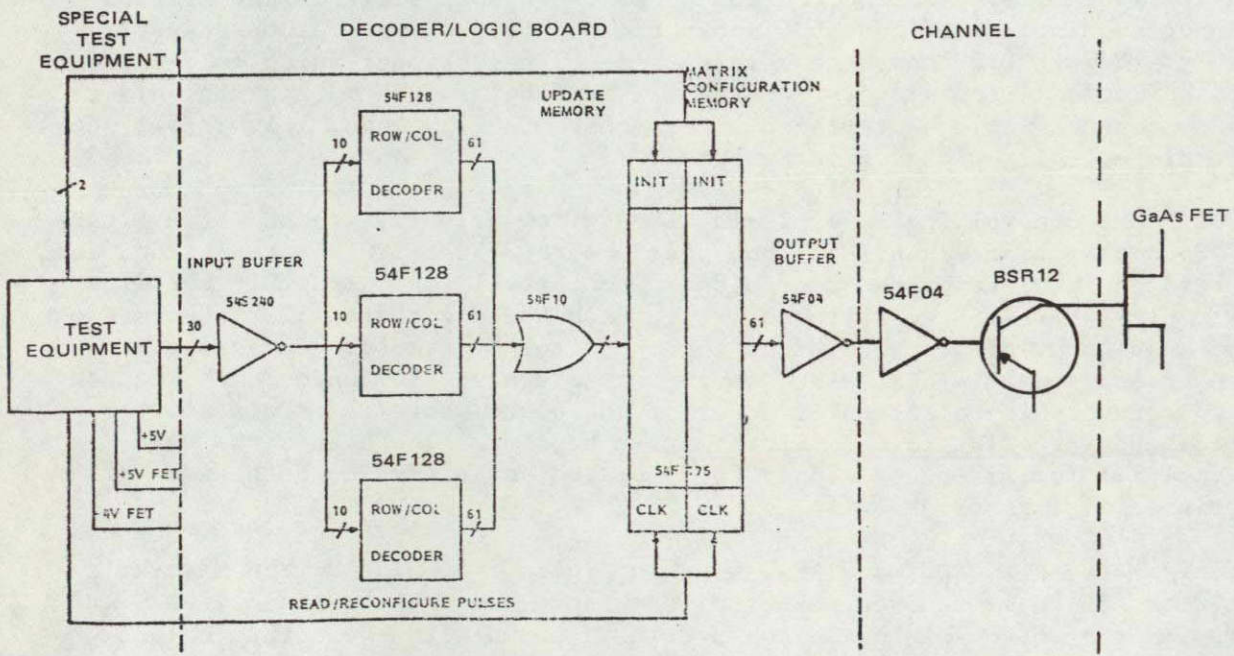 SPECIAL
TEST
EQUIPMENT
DECODER/LOGIC BOARD
CHANNEL
54F128
ROW/COL
DECODER
10
61
UPDATE
MEMORY
MATRIX
CONFIGURATION
MEMORY
INIT
INIT
2
INPUT BUFFER
54S240
TEST
EQUIPMENT
30
54F128
ROW/COL
DECODER
10
61
54F10
OUTPUT
BUFFER
54F04
61
54F04
BSR12
GaAs FET
+5V
+5V FET
-4V FET
54F128
ROW/COL
DECODER
10
61
CLK
CLK
READ/RECONFIGURE PULSES